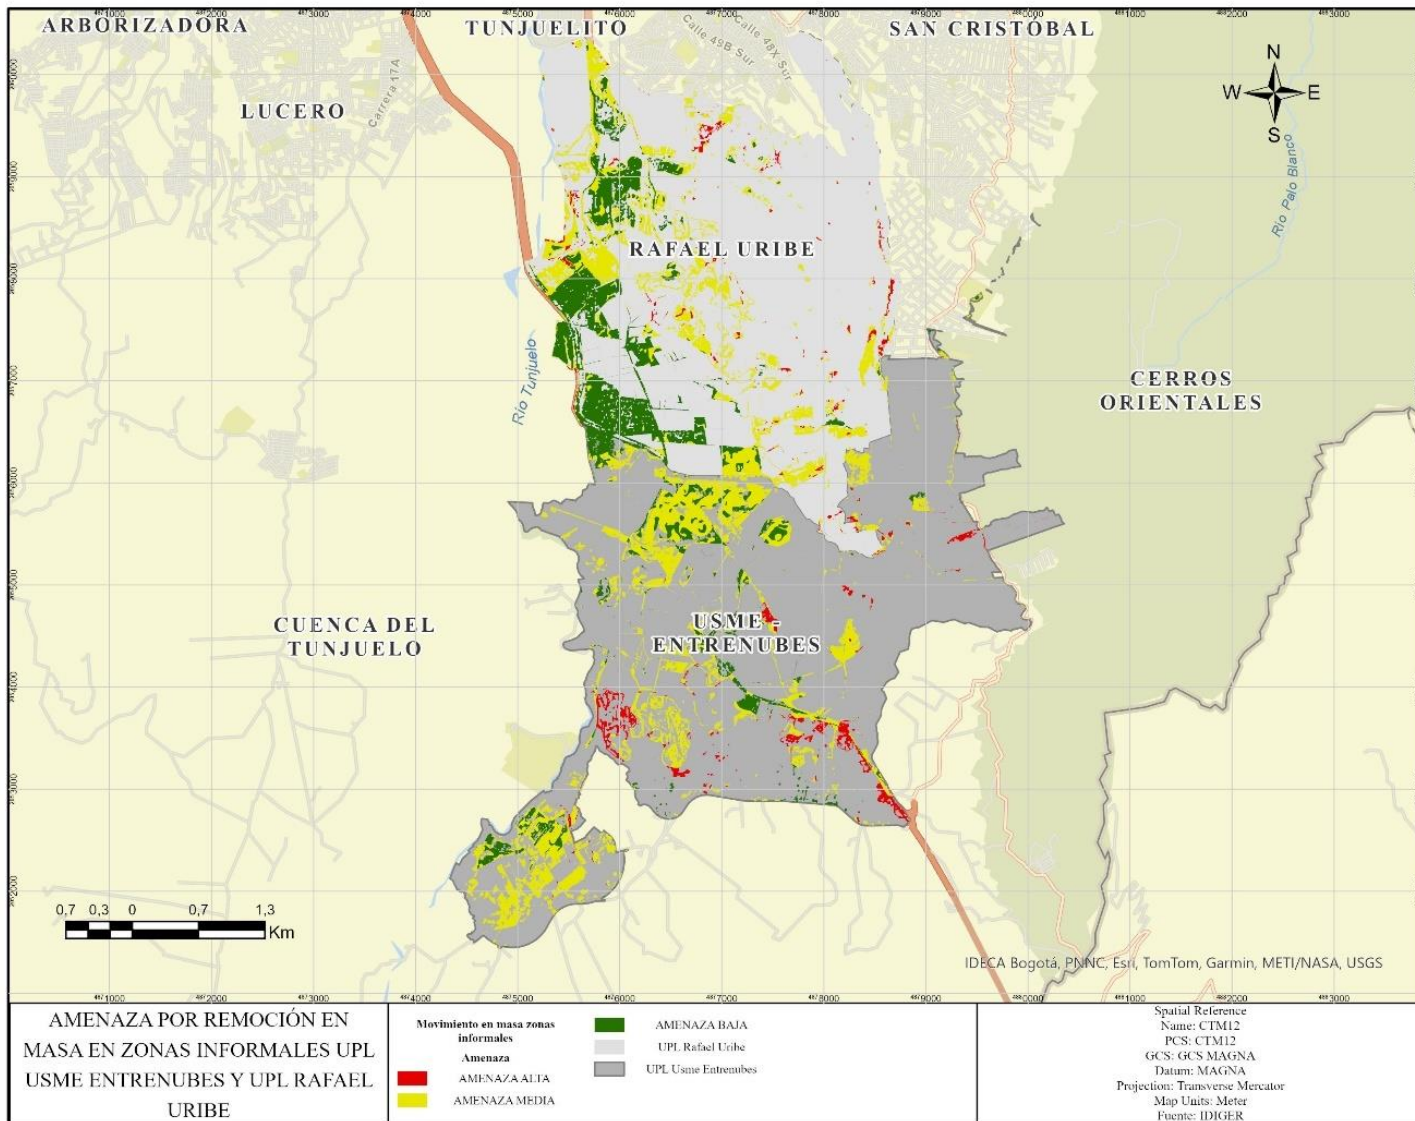 ARBORIZADORA
TUNJUELITO
SAN CRISTOBAL
Calle 49B Sur
Calle 48X Sur
Carrera 17A
LUCERO
N
W E
S
Río Palo Blanco
RAFAEL URIBE
Río Tunjuelo
CERROS
ORIENTALES
CUENCA DEL
TUNJUELO
USME -
ENTRENUBES
0,7 0,3 0 0,7 1,3
Km
IDECA Bogotá, PNNC, Esri, TomTom, Garmin, METI/NASA, USGS
AMENAZA POR REMOCIÓN EN
MASA EN ZONAS INFORMALES UPL
USME ENTRENUBES Y UPL RAFAEL
URIBE
Movimiento en masa zonas
informales
Amenaza
AMENAZA ALTA
AMENAZA MEDIA
AMENAZA BAJA
UPL Rafael Uribe
UPL Usme Entrenubes
Spatial Reference
Name: CTM12
PCS: CTM12
GCS: GCS MAGNA
Datum: MAGNA
Projection: Transverse Mercator
Map Units: Meter
Fuente: IDIGER